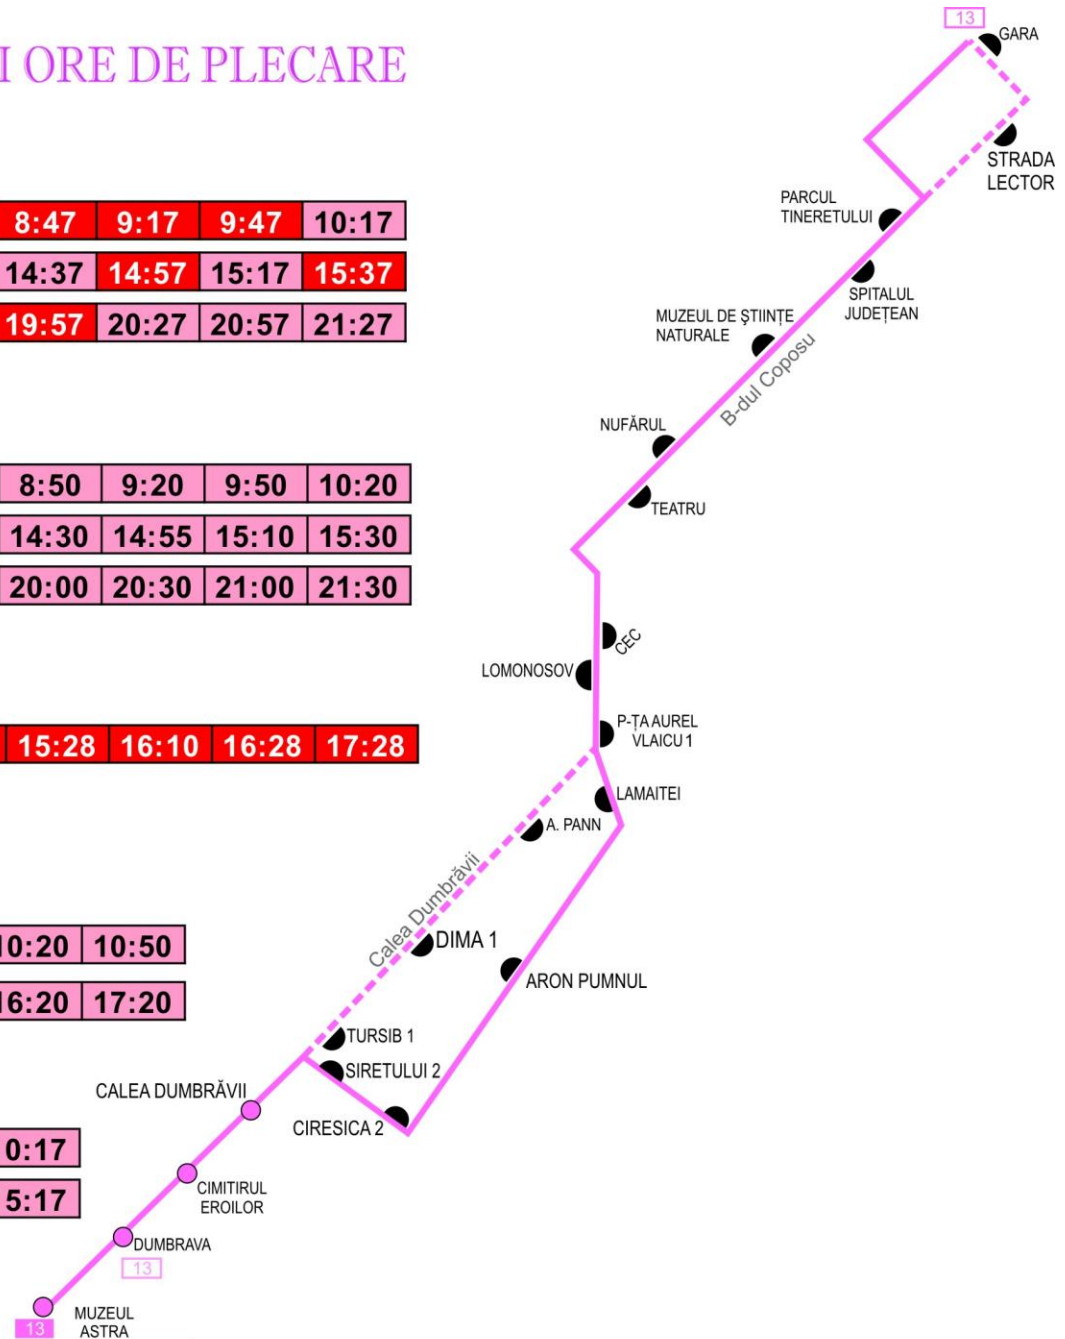 I ORE DE PLECARE
8:47 9:17 9:47 10:17
14:37 14:57 15:17 15:37
19:57 20:27 20:57 21:27
8:50 9:20 9:50 10:20
14:30 14:55 15:10 15:30
20:00 20:30 21:00 21:30
15:28 16:10 16:28 17:28
0:20 10:50
6:20 17:20
0:17
5:17
13
GARA
STRADA
LECTOR
PARCUL
TINERETULUI
SPITALUL
JUDEȚEAN
MUZEUL DE ŞTIINȚE
NATURALE
B-dul Coposu
NUFĂRUL
TEATRU
CEC
LOMONOSOV
P-ȚA AUREL
VLAICU 1
LAMAITEI
A. PANN
Calea Dumbrăvii
DIMA 1
ARON PUMNUL
TURSIB 1
SIRETULUI 2
CIRESICA 2
CALEA DUMBRĂVII
CIMITIRUL
EROILOR
DUMBRAVA
13
MUZEUL
ASTRA
13